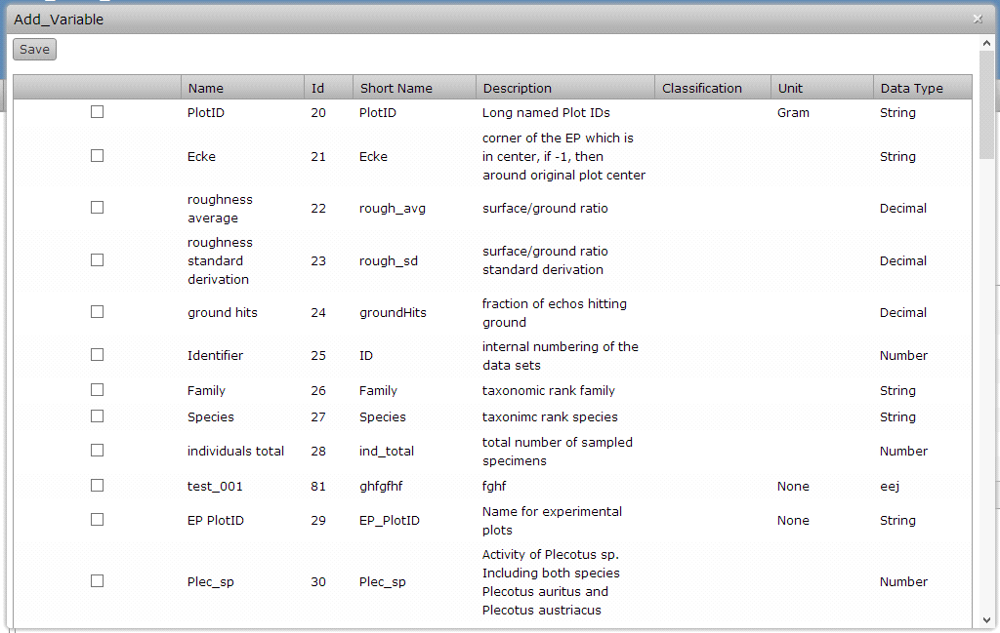 Add_Variable
Save
Name Id Short Name Description Classification Unit Data Type
PlotID 20 PlotID Long named Plot IDs Gram String
corner of the EP which is
Ecke 21 Ecke in center, if -1, then String
around original plot center
roughness
average 22 rough_avg surface/ground ratio Decimal
roughness
standard 23 rough_sd surface/ground ratio Decimal
derivation standard derivation
ground hits 24 groundHits fraction of echos hitting Decimal
ground
Identifier 25 ID internal numbering of the Number
data sets
Family 26 Family taxonomic rank family String
Species 27 Species taxonimc rank species String
individuals total 28 ind_total total number of sampled Number
specimens
test_001 81 ghfgfhf fghf None eej
EP PlotID 29 EP_PlotID Name for experimental None String
plots
Activity of Plecotus sp.
Including both species
Plec_sp 30 Plec_sp Plecotus auritus and Number
Plecotus austriacus